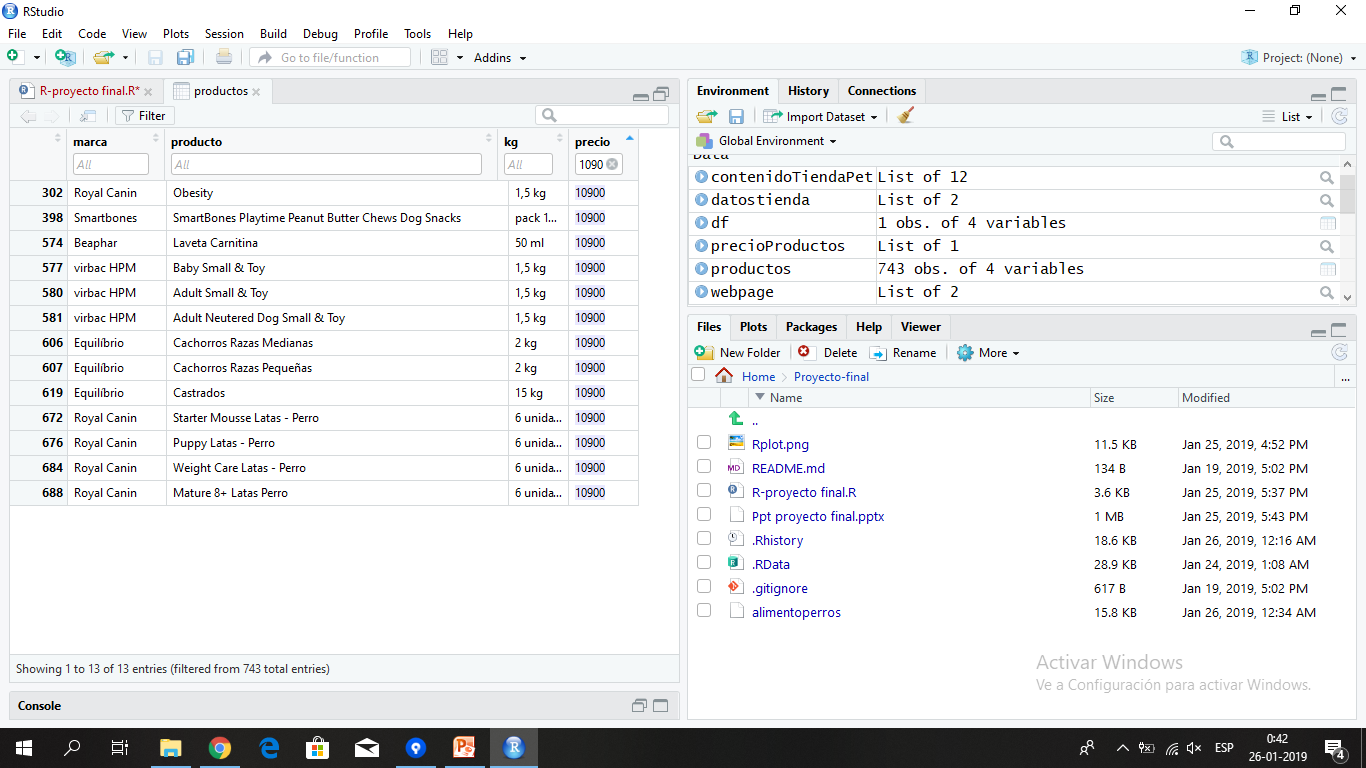 RStudio
File Edit Code View Plots Session Build Debug Profile Tools Help
Go to file/function Addins Project: (None)
R-proyecto final.R* productos
Filter
marca producto kg precio
All All All 1090
302 Royal Canin Obesity 1,5 kg 10900
398 Smartbones SmartBones Playtime Peanut Butter Chews Dog Snacks pack 1... 10900
574 Beaphar Laveta Carnitina 50 ml 10900
577 virbac HPM Baby Small & Toy 1,5 kg 10900
580 virbac HPM Adult Small & Toy 1,5 kg 10900
581 virbac HPM Adult Neutered Dog Small & Toy 1,5 kg 10900
606 Equilíbrio Cachorros Razas Medianas 2 kg 10900
607 Equilíbrio Cachorros Razas Pequeñas 2 kg 10900
619 Equilíbrio Castrados 15 kg 10900
672 Royal Canin Starter Mousse Latas - Perro 6 unida... 10900
676 Royal Canin Puppy Latas - Perro 6 unida... 10900
684 Royal Canin Weight Care Latas - Perro 6 unida... 10900
688 Royal Canin Mature 8+ Latas Perro 6 unida... 10900
Showing 1 to 13 of 13 entries (filtered from 743 total entries)
Console
Environment History Connections
Import Dataset List
Global Environment
Data
contenidoTiendaPet List of 12
datostienda List of 2
df 1 obs. of 4 variables
precioProductos List of 1
productos 743 obs. of 4 variables
webpage List of 2
Files Plots Packages Help Viewer
New Folder Delete Rename More
Home Proyecto-final ...
Name Size Modified
..
Rplot.png 11.5 KB Jan 25, 2019, 4:52 PM
README.md 134 B Jan 19, 2019, 5:02 PM
R-proyecto final.R 3.6 KB Jan 25, 2019, 5:37 PM
Ppt proyecto final.pptx 1 MB Jan 25, 2019, 5:43 PM
.Rhistory 18.6 KB Jan 26, 2019, 12:16 AM
.RData 28.9 KB Jan 24, 2019, 1:08 AM
.gitignore 617 B Jan 19, 2019, 5:02 PM
alimentoperros 15.8 KB Jan 26, 2019, 12:34 AM
Activar Windows
Ve a Configuración para activar Windows.
ESP 0:42
26-01-2019
4